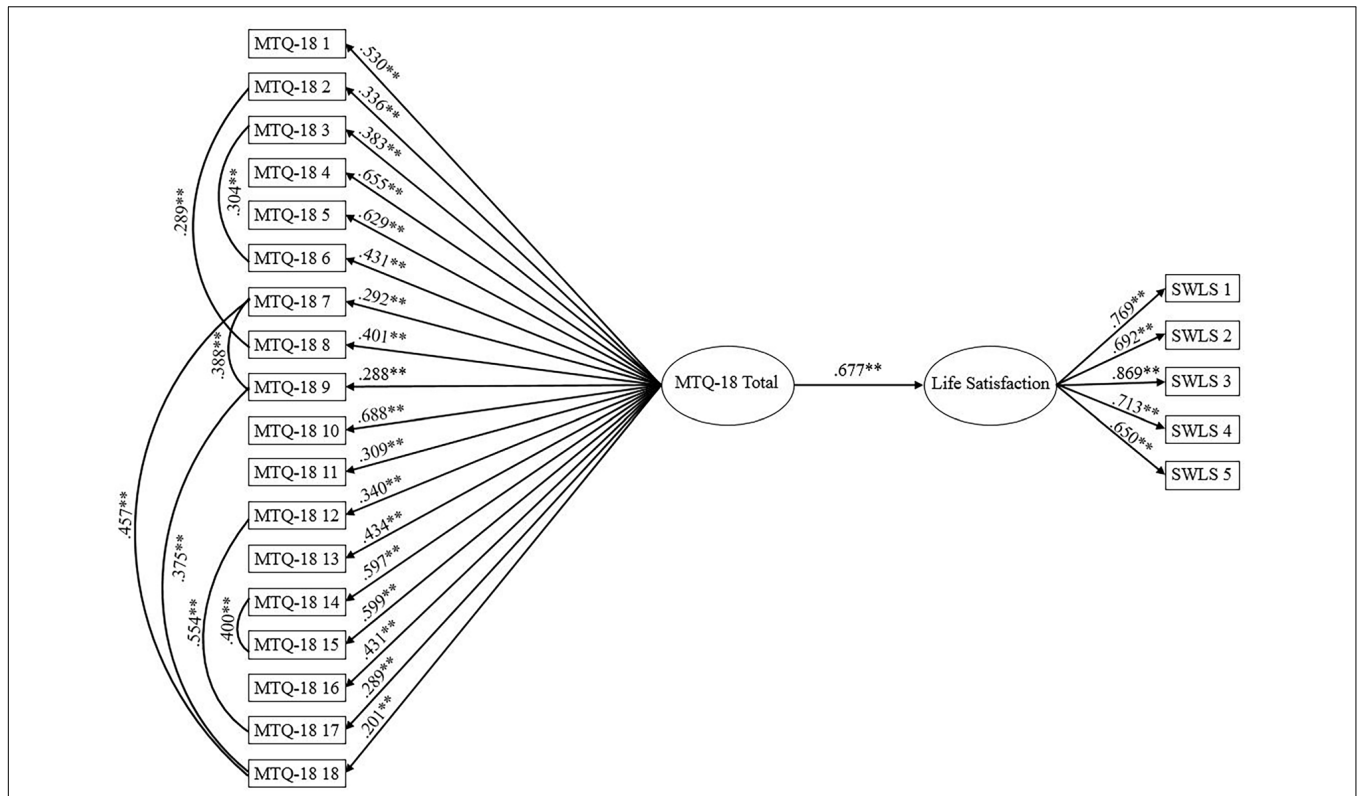 MTQ-18 1
.530**
MTQ-18 2
.336**
MTQ-18 3
.383**
MTQ-18 4
.655**
MTQ-18 5
.629**
MTQ-18 6
.431**
MTQ-18 7
.292**
MTQ-18 8
.401**
MTQ-18 9
.288**
MTQ-18 10
.688**
MTQ-18 11
.309**
MTQ-18 12
.340**
MTQ-18 13
.434**
MTQ-18 14
.597**
MTQ-18 15
.599**
MTQ-18 16
.431**
MTQ-18 17
.289**
MTQ-18 18
.201**
.289**
.304**
.388**
.457**
.375**
.554**
.400**
MTQ-18 Total
.677**
Life Satisfaction
.769**
SWLS 1
.692**
SWLS 2
.869**
SWLS 3
.713**
SWLS 4
.650**
SWLS 5